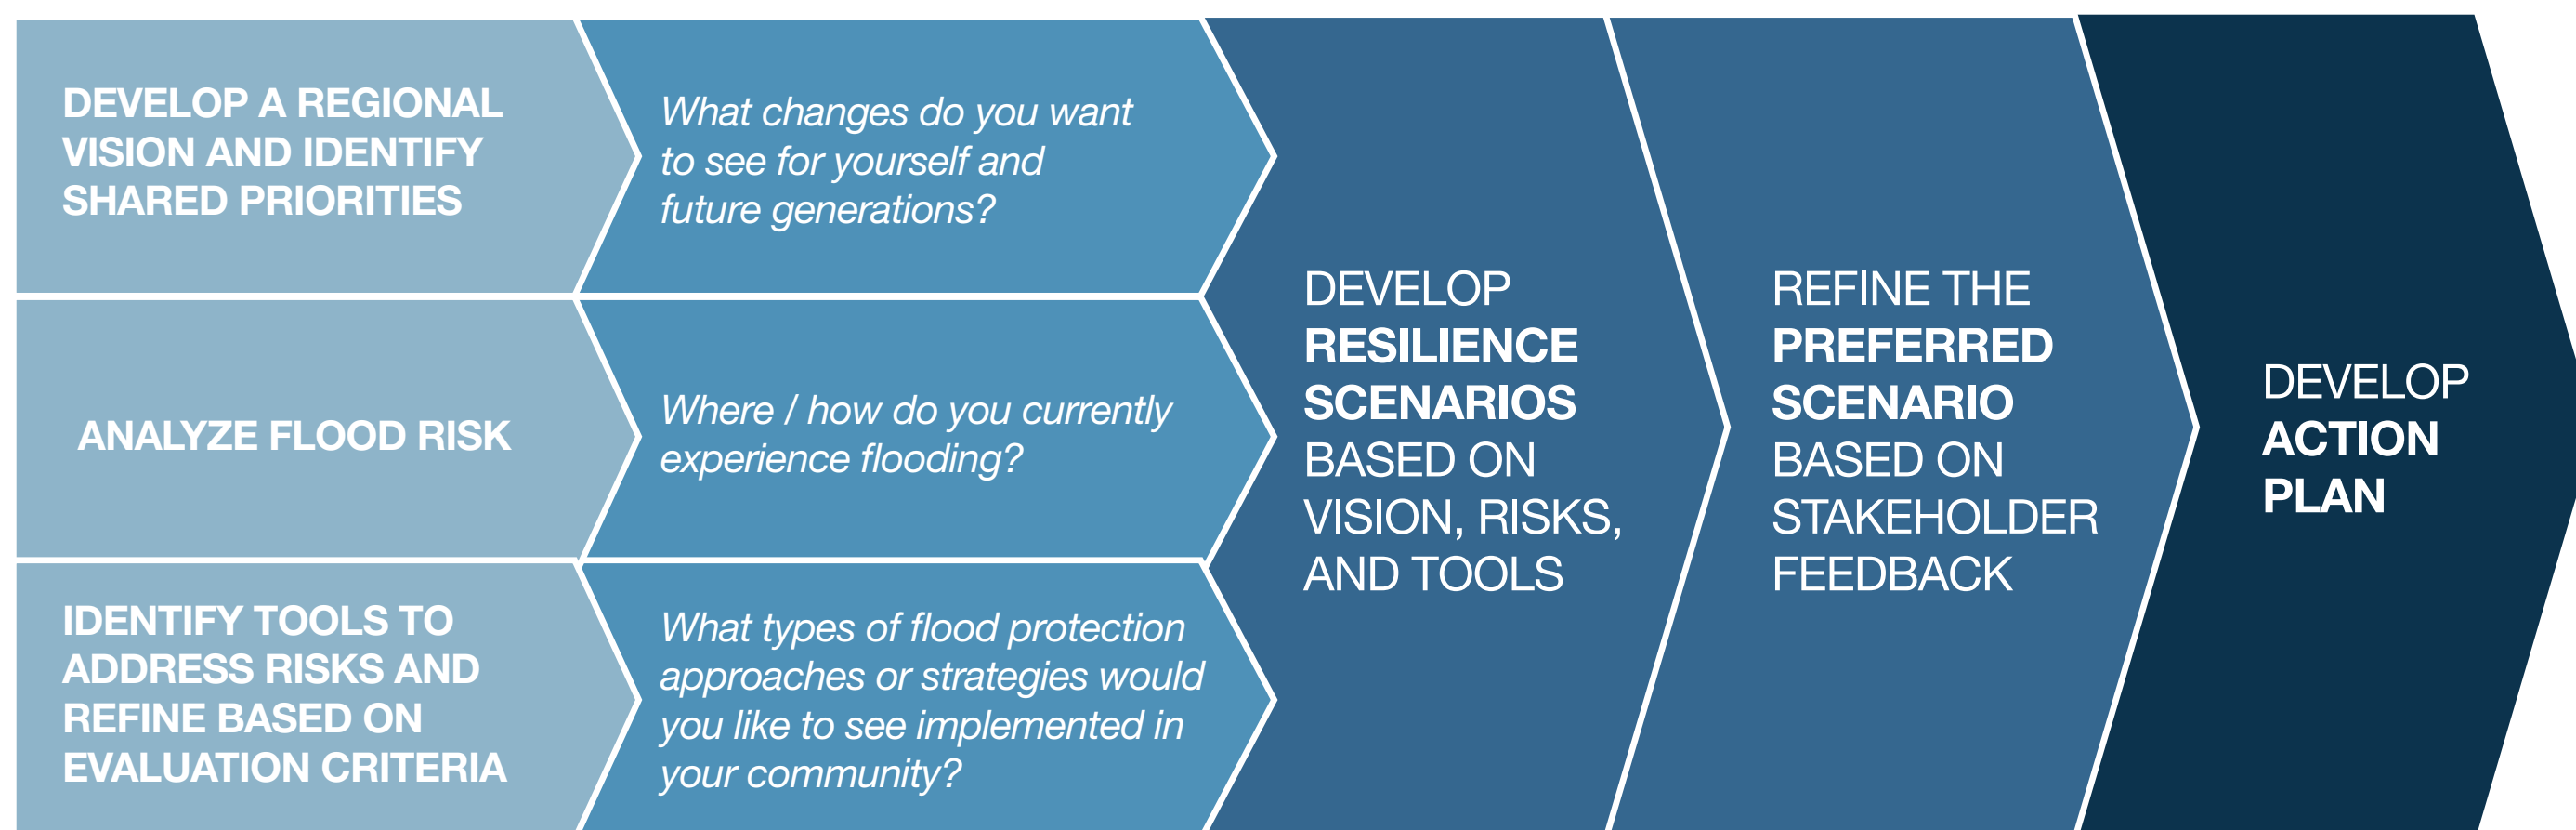 DEVELOP A REGIONAL
VISION AND IDENTIFY
SHARED PRIORITIES
What changes do you want
to see for yourself and
future generations?
ANALYZE FLOOD RISK
Where / how do you currently
experience flooding?
IDENTIFY TOOLS TO
ADDRESS RISKS AND
REFINE BASED ON
EVALUATION CRITERIA
What types of flood protection
approaches or strategies would
you like to see implemented in
your community?
DEVELOP
RESILIENCE
SCENARIOS
BASED ON
VISION, RISKS,
AND TOOLS
REFINE THE
PREFERRED
SCENARIO
BASED ON
STAKEHOLDER
FEEDBACK
DEVELOP
ACTION
PLAN